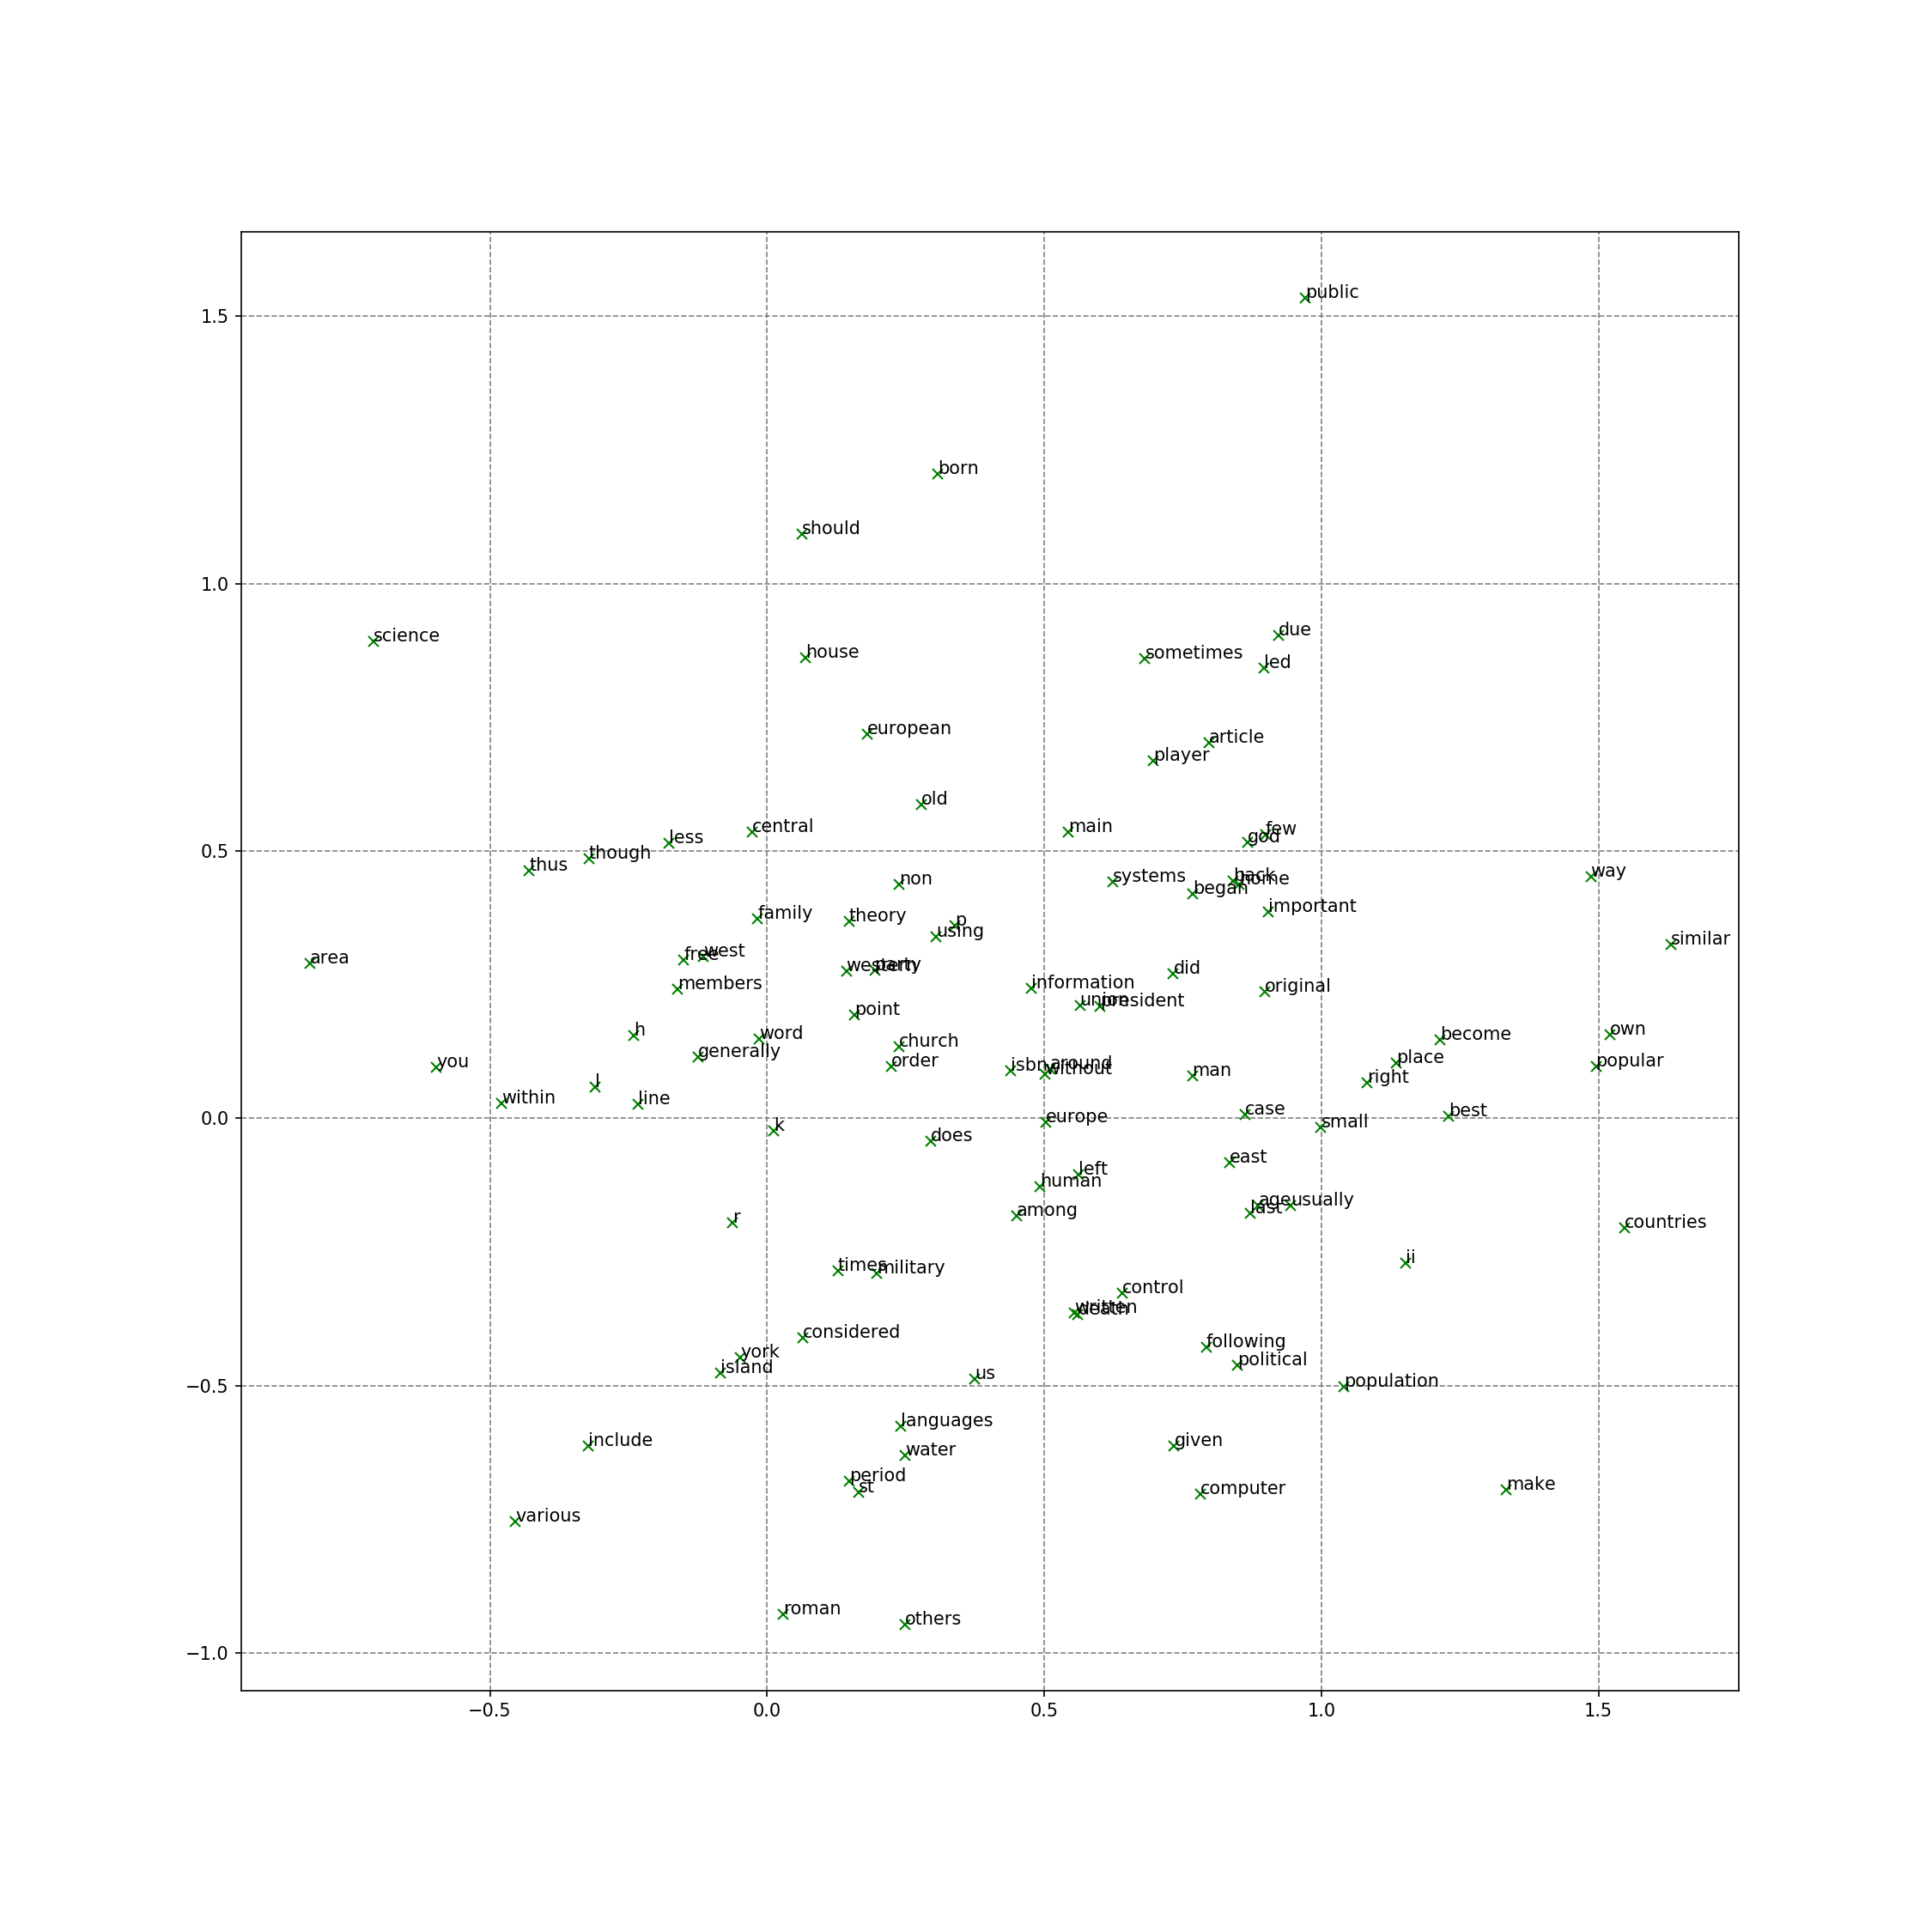 public
1.5
born
should
1.0
science
due
house
sometimes
led
european
article
player
old
central
main
few
god
less
though
0.5
thus
way
systems
back
home
non
began
important
family
theory
p
using
similar
west
free
area
western
party
did
members
information
original
union
president
point
h
own
word
become
church
generally
place
order
popular
you
isbn
around
without
man
right
l
within
line
best
case
0.0
europe
small
k
does
east
left
human
age
usually
last
among
r
countries
ii
times
military
control
written
death
considered
following
york
political
island
us
−0.5
population
languages
include
given
water
period
st
computer
make
various
roman
others
−1.0
−0.5
0.0
0.5
1.0
1.5